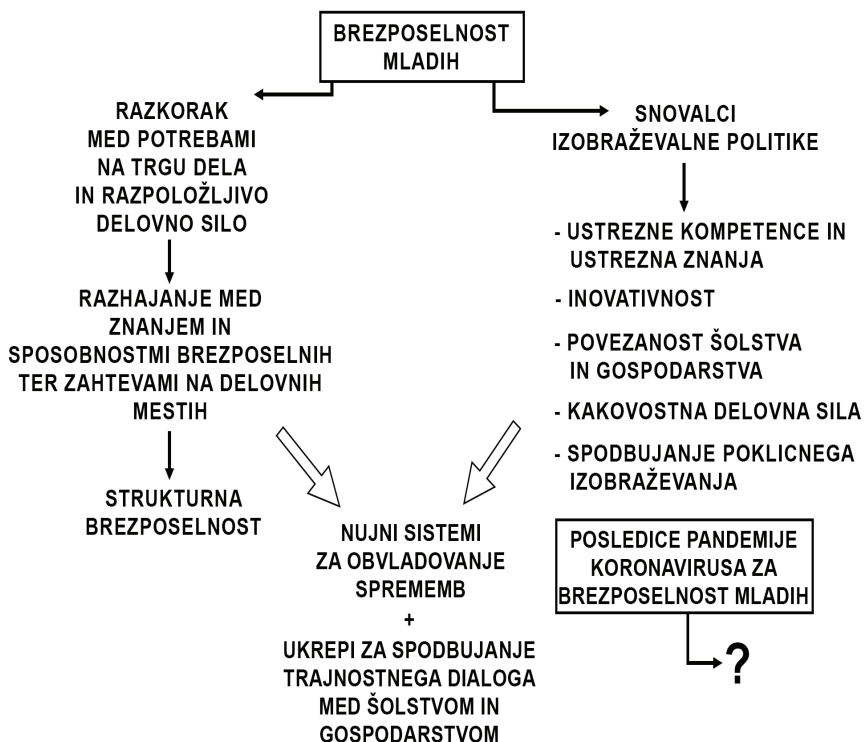 BREZPOSELNOST
MLADIH
RAZKORAK
MED POTREBAMI
NA TRGU DELA
IN RAZPOLOŽLJIVO
DELOVNO SILO
RAZHAJANJE MED
ZNANJEM IN
SPOSOBNOSTMI BREZPOSELNIH
TER ZAHTEVAMI NA DELOVNIH
MESTIH
STRUKTURNA
BREZPOSELNOST
SNOVALCI
IZOBRAŽEVALNE POLITIKE
- USTREZNE KOMPETENCE IN
USTREZNA ZNANJA
- INOVATIVNOST
- POVEZANOST ŠOLSTVA
IN GOSPODARSTVA
- KAKOVOSTNA DELOVNA SILA
- SPODBUJANJE POKLICNEGA
IZOBRAŽEVANJA
NUJNI SISTEMI
ZA OBVLADOVANJE
SPREMEMB
+
UKREPI ZA SPODBUJANJE
TRAJNOSTNEGA DIALOGA
MED ŠOLSTVOM IN
GOSPODARSTVOM
POSLEDICE PANDEMIJE
KORONAVIRUSA ZA
BREZPOSELNOST MLADIH
?